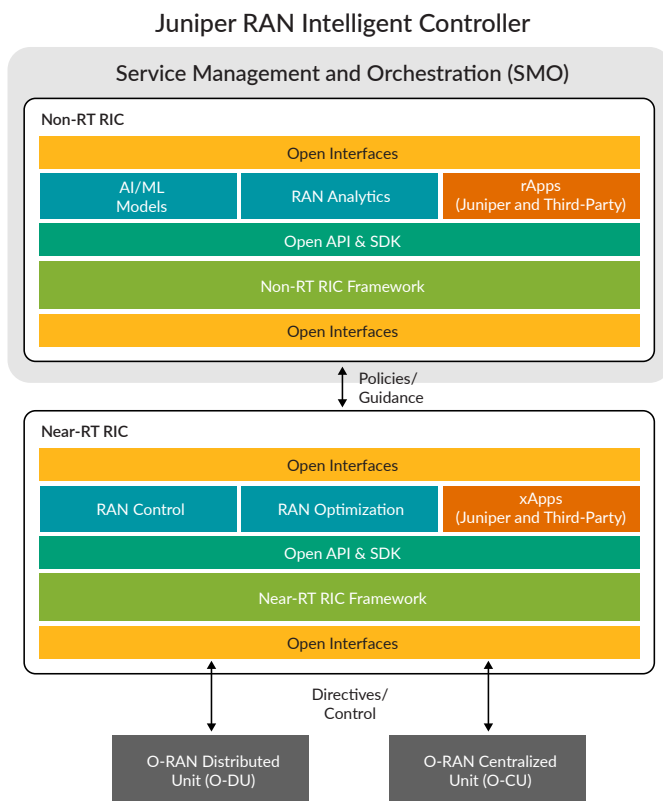 Juniper RAN Intelligent Controller
Service Management and Orchestration (SMO)
Non-RT RIC
Open Interfaces
AI/ML
Models
RAN Analytics
rApps
(Juniper and Third-Party)
Open API & SDK
Non-RT RIC Framework
Open Interfaces
Policies/
Guidance
Near-RT RIC
Open Interfaces
RAN Control
RAN Optimization
xApps
(Juniper and Third-Party)
Open API & SDK
Near-RT RIC Framework
Open Interfaces
Directives/
Control
O-RAN Distributed
Unit (O-DU)
O-RAN Centralized
Unit (O-CU)